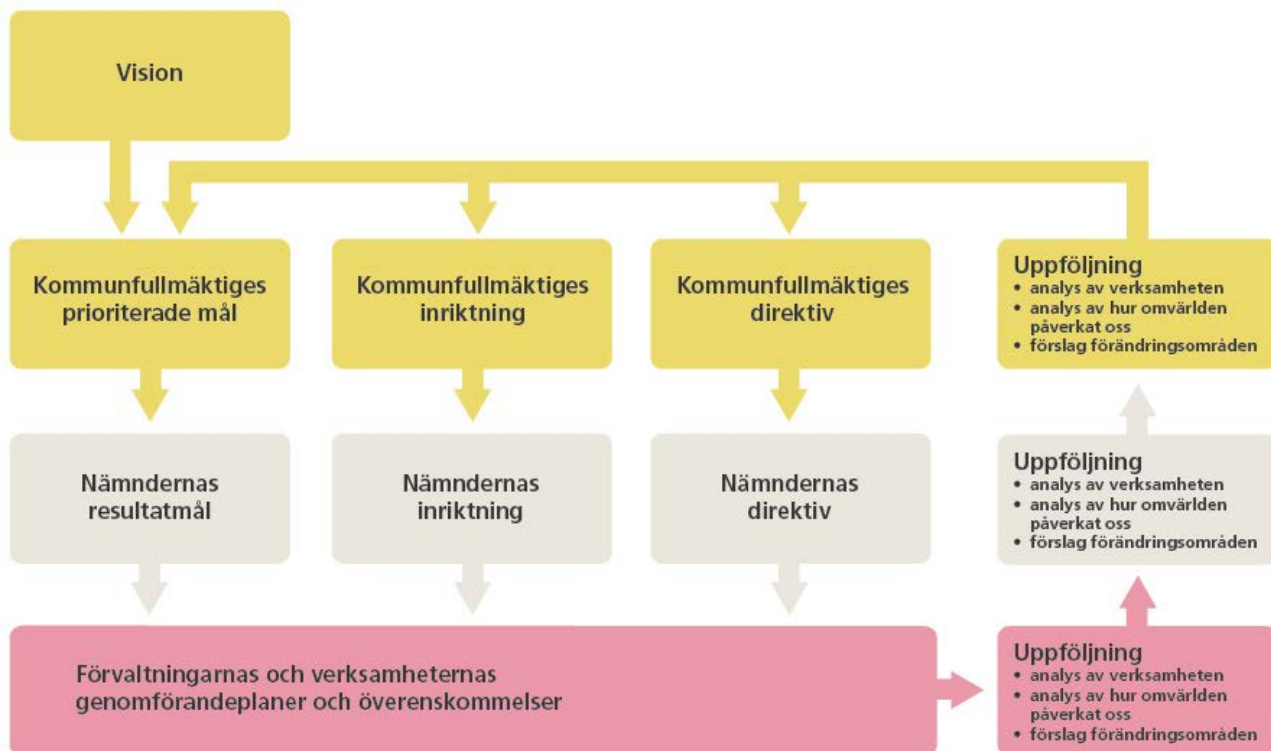 Vision
Kommunfullmäktiges
prioriterade mål
Kommunfullmäktiges
inriktning
Kommunfullmäktiges
direktiv
Uppföljning
• analys av verksamheten
• analys av hur omvärlden
påverkat oss
• förslag förändringsområden
Nämndernas
resultatmål
Nämndernas
inriktning
Nämndernas
direktiv
Uppföljning
• analys av verksamheten
• analys av hur omvärlden
påverkat oss
• förslag förändringsområden
Förvaltningarnas och verksamheternas
genomförandeplaner och överenskommelser
Uppföljning
• analys av verksamheten
• analys av hur omvärlden
påverkat oss
• förslag förändringsområden